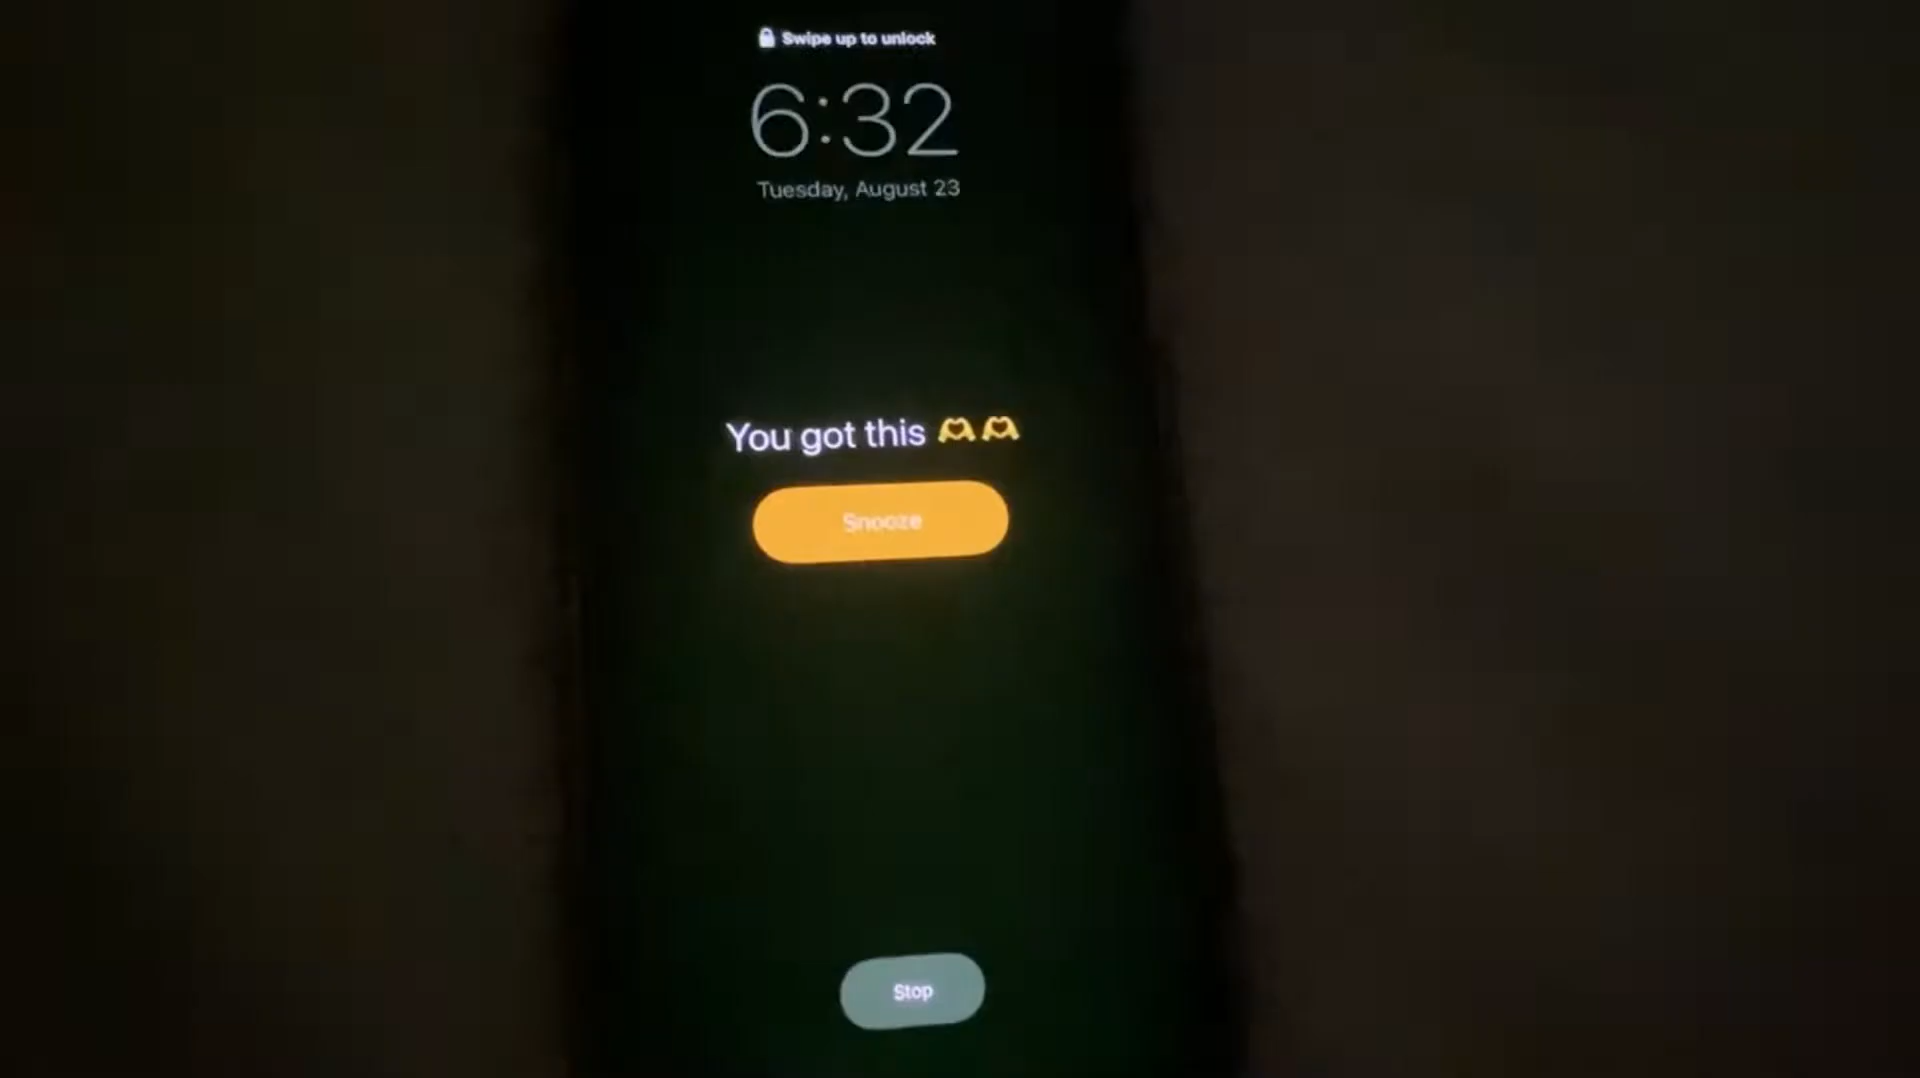 Swipe up to unlock
6:32
Tuesday, August 23
You got this 🫶🫶
Snooze
Stop